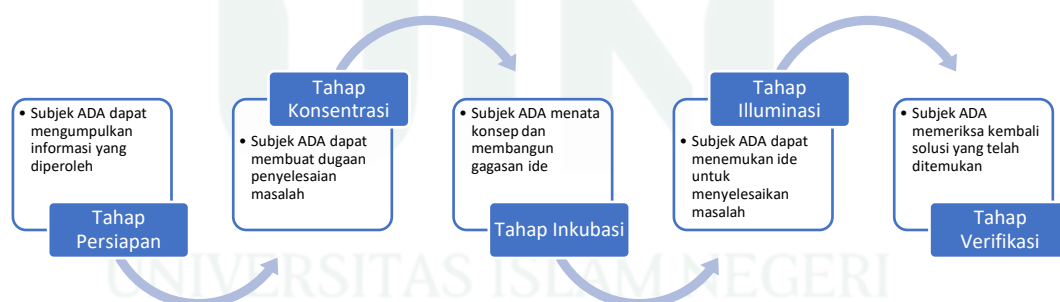 • Subjek ADA dapat
mengumpulkan
informasi yang
diperoleh
Tahap
Persiapan
Tahap
Konsentrasi
• Subjek ADA dapat
membuat dugaan
penyelesaian
masalah
• Subjek ADA menata
konsep dan
membangun
gagasan ide
Tahap Inkubasi
Tahap
Illuminasi
• Subjek ADA dapat
menemukan ide
untuk
menyelesaikan
masalah
• Subjek ADA
memeriksa kembali
solusi yang telah
ditemukan
Tahap
Verifikasi
UIN
UNIVERSITAS ISLAM NEGERI